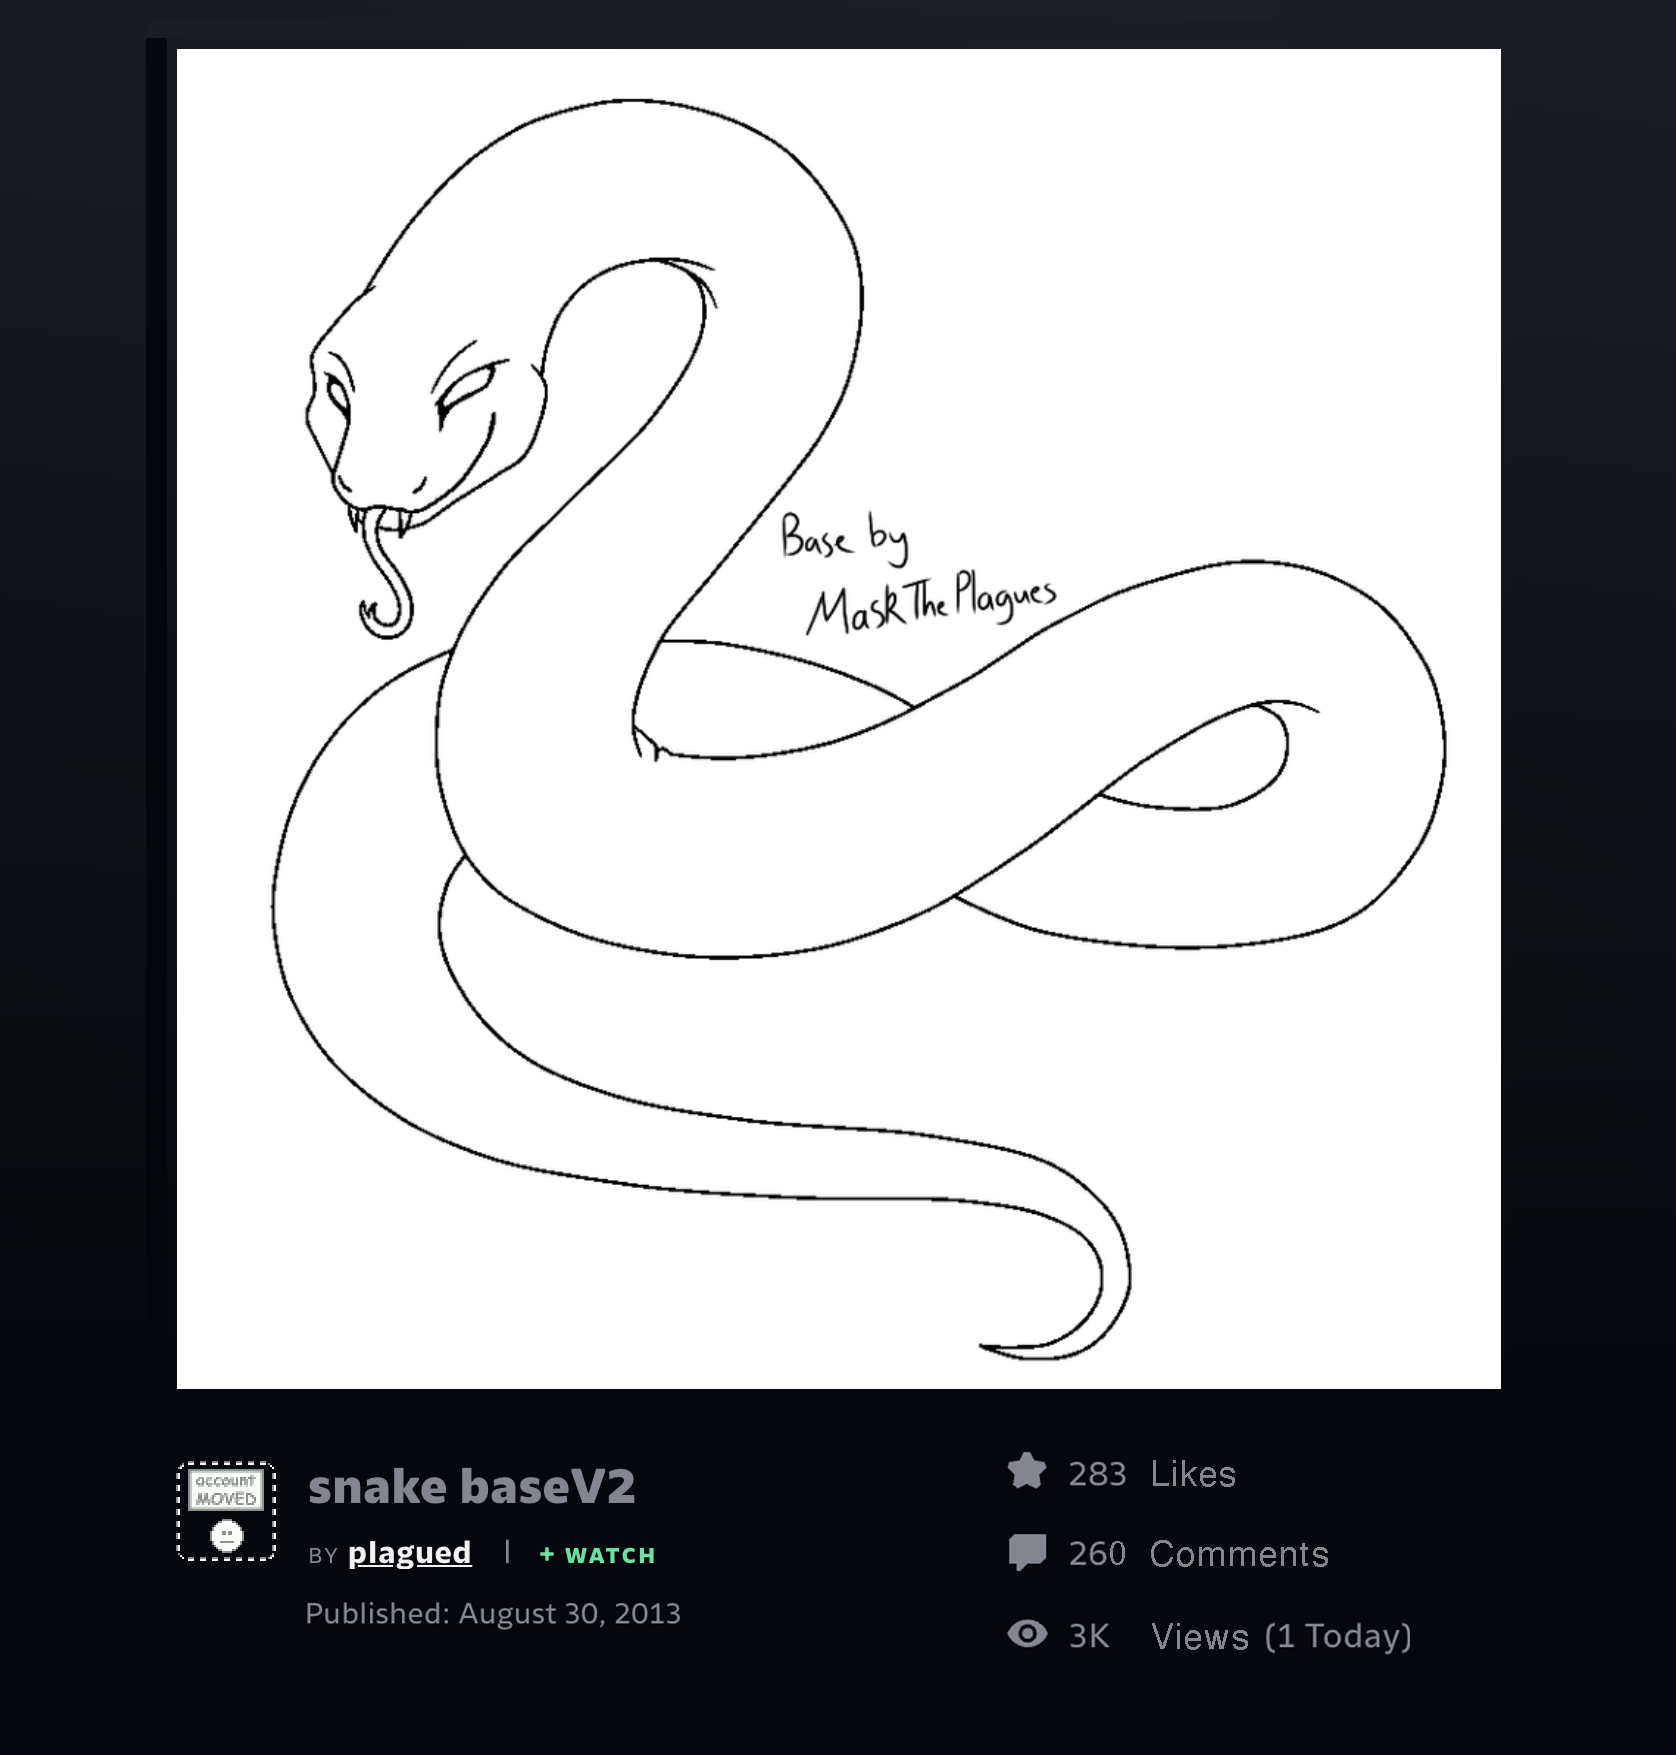 Base by
MaskThePlagues
account
MOVED
snake baseV2
BY plagued | + WATCH
Published: August 30, 2013
283 Likes
260 Comments
3K Views (1 Today)